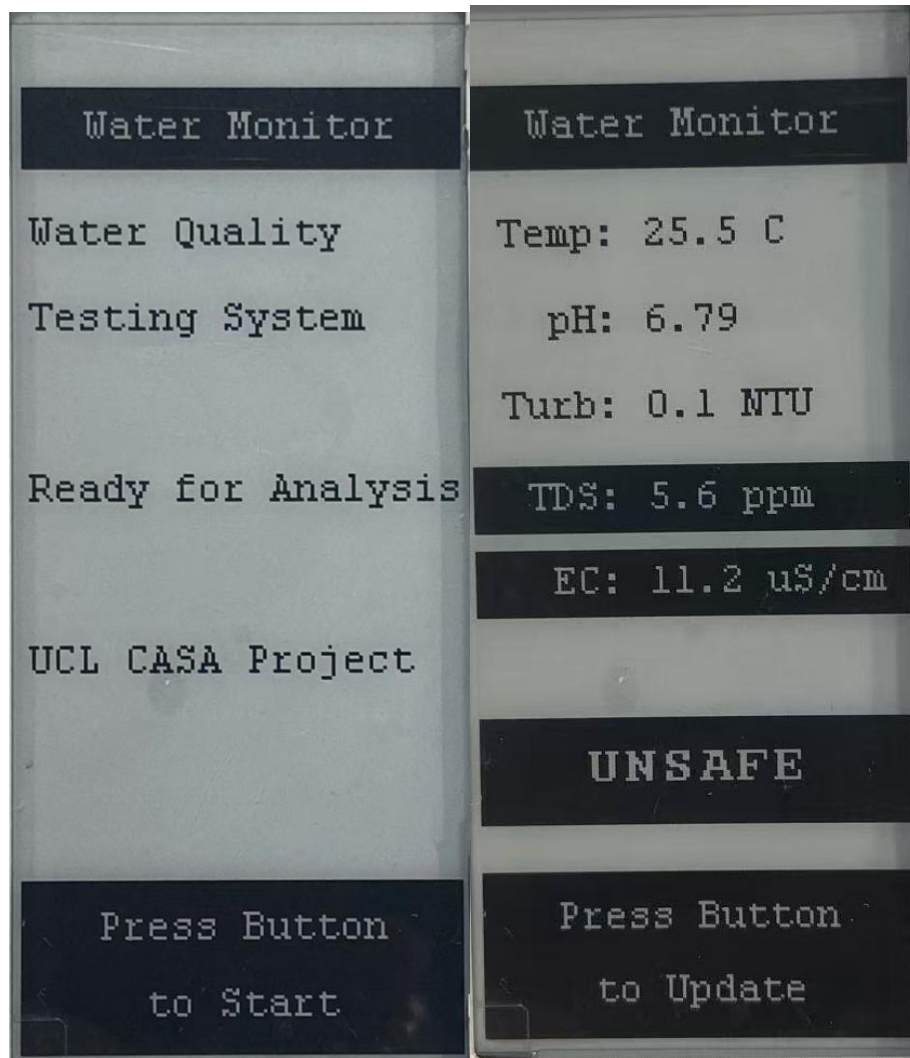 Water Monitor
Water Quality
Testing System
Ready for Analysis
UCL CASA Project
Press Button
to Start
Water Monitor
Temp: 25.5 C
pH: 6.79
Turb: 0.1 NTU
TDS: 5.6 ppm
EC: 11.2 uS/cm
UNSAFE
Press Button
to Update